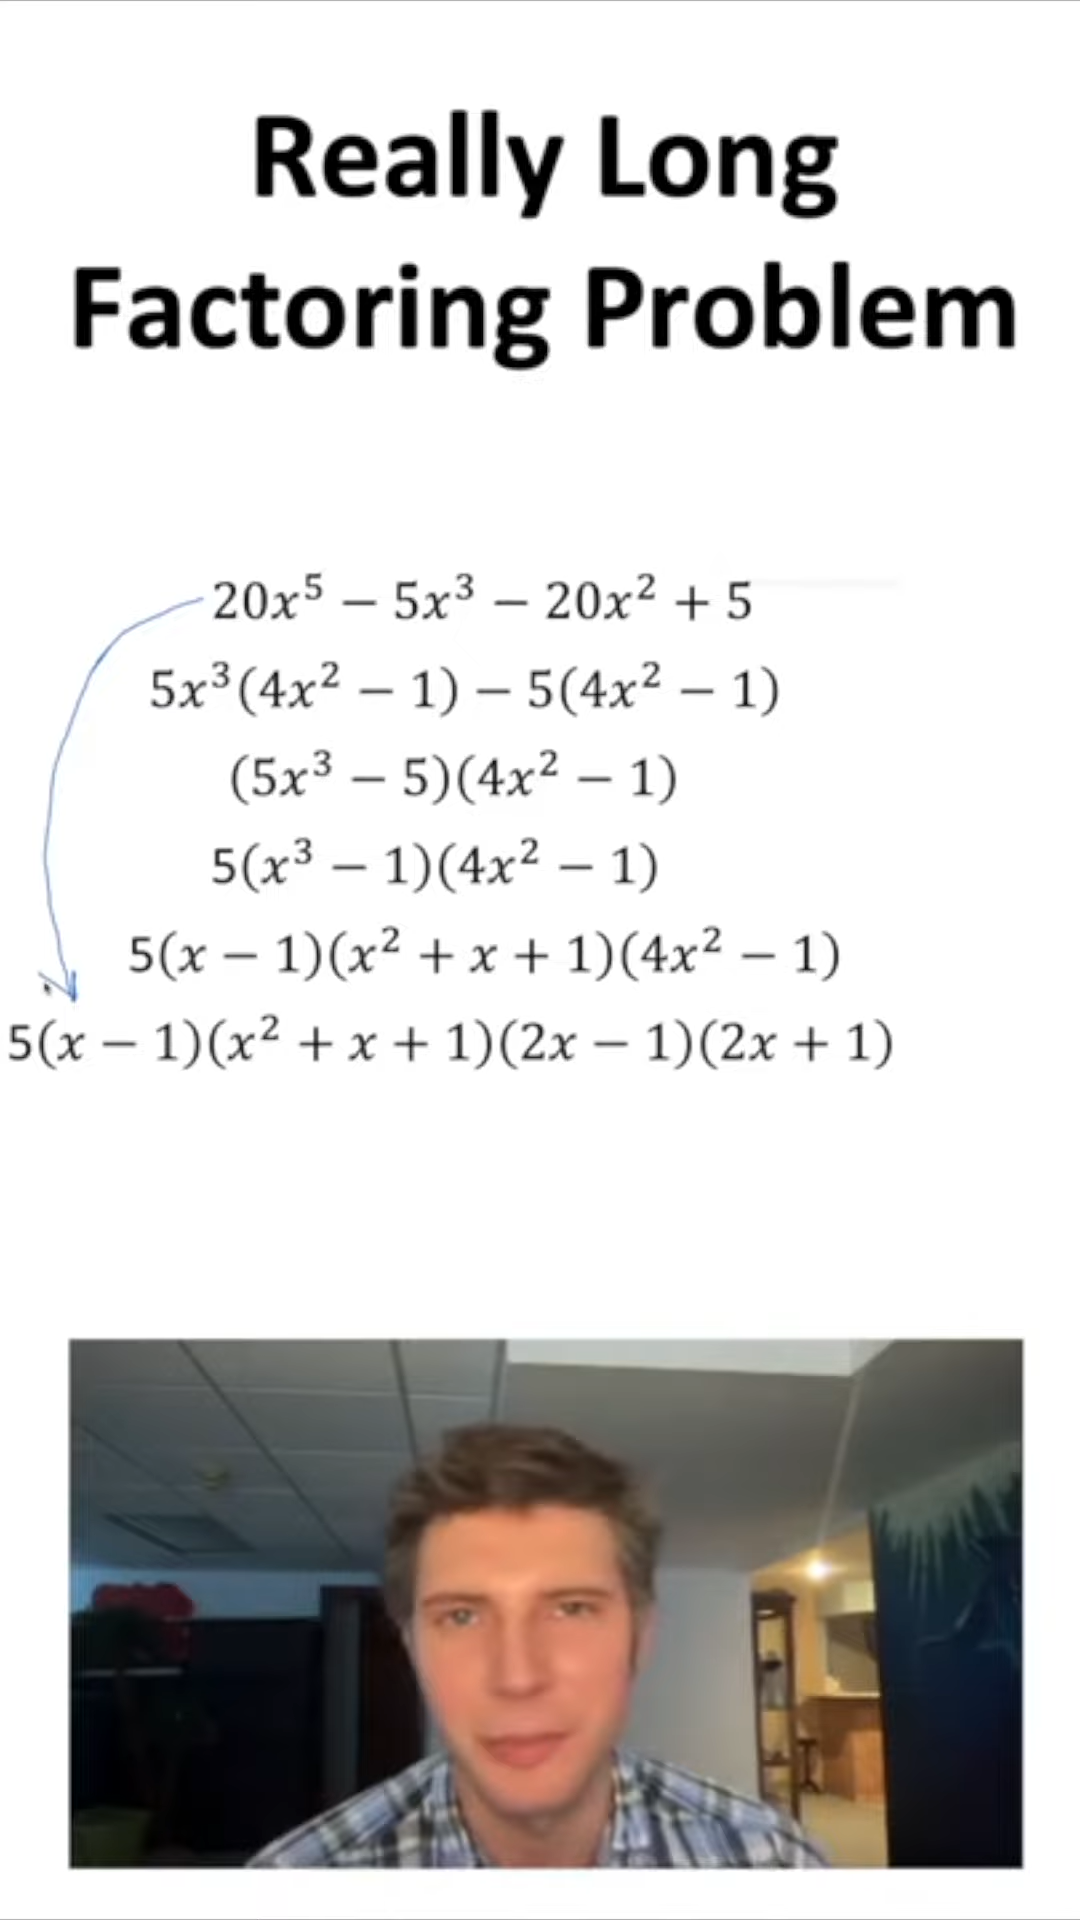 Really Long
Factoring Problem
20x⁵ − 5x³ − 20x² + 5
5x³(4x² − 1) − 5(4x² − 1)
(5x³ − 5)(4x² − 1)
5(x³ − 1)(4x² − 1)
5(x − 1)(x² + x + 1)(4x² − 1)
5(x − 1)(x² + x + 1)(2x − 1)(2x + 1)